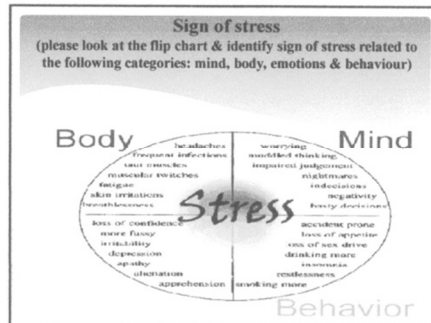 Sign of stress
(please look at the flip chart & identify sign of stress related to
the following categories: mind, body, emotions & behaviour)
Body
headaches
frequent infections
taut muscles
muscular twitches
fatigue
skin irritations
breathlessness
Mind
worrying
muddled thinking
impaired judgement
nightmares
indecisions
negativity
hasty decisions
Stress
loss of confidence
more fussy
irritability
depression
apathy
alienation
apprehension
accident prone
loss of appetite
loss of sex drive
drinking more
insomnia
restlessness
smoking more
Behavior